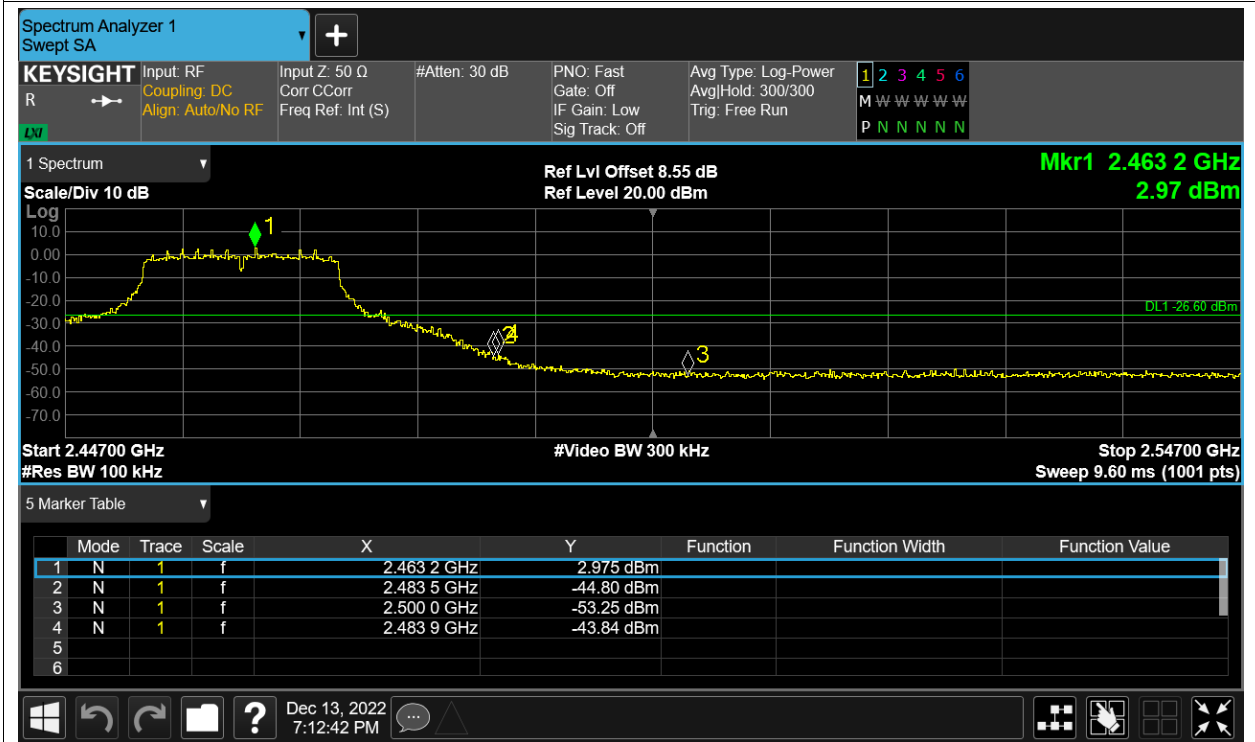 Spectrum Analyzer 1
Swept SA
+
KEYSIGHT
R
LXI
Input: RF
Coupling: DC
Align: Auto/No RF
Input Z: 50 Ω
Corr CCorr
Freq Ref: Int (S)
#Atten: 30 dB
PNO: Fast
Gate: Off
IF Gain: Low
Sig Track: Off
Avg Type: Log-Power
Avg|Hold: 300/300
Trig: Free Run
1 2 3 4 5 6
M W W W W W
P N N N N N
1 Spectrum
Scale/Div 10 dB
Ref Lvl Offset 8.55 dB
Ref Level 20.00 dBm
Mkr1 2.463 2 GHz
2.97 dBm
Log
10.0
0.00
-10.0
-20.0
-30.0
-40.0
-50.0
-60.0
-70.0
1
2
4
3
DL1 -26.60 dBm
Start 2.44700 GHz
#Res BW 100 kHz
#Video BW 300 kHz
Stop 2.54700 GHz
Sweep 9.60 ms (1001 pts)
5 Marker Table
Mode Trace Scale X Y Function Function Width Function Value
1 N 1 f 2.463 2 GHz 2.975 dBm
2 N 1 f 2.483 5 GHz -44.80 dBm
3 N 1 f 2.500 0 GHz -53.25 dBm
4 N 1 f 2.483 9 GHz -43.84 dBm
5
6
?
Dec 13, 2022
7:12:42 PM